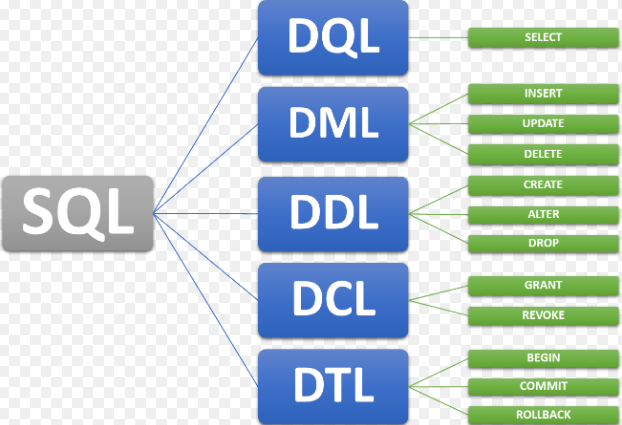 SQL
DQL
SELECT
DML
INSERT
UPDATE
DELETE
DDL
CREATE
ALTER
DROP
DCL
GRANT
REVOKE
DTL
BEGIN
COMMIT
ROLLBACK